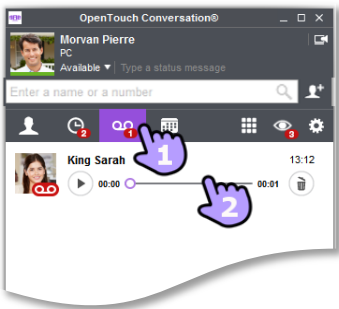 OpenTouch Conversation®
Morvan Pierre
PC
Available ▼ | Type a status message
Enter a name or a number
2 1 3
1
King Sarah 13:12
00:00 00:01
2